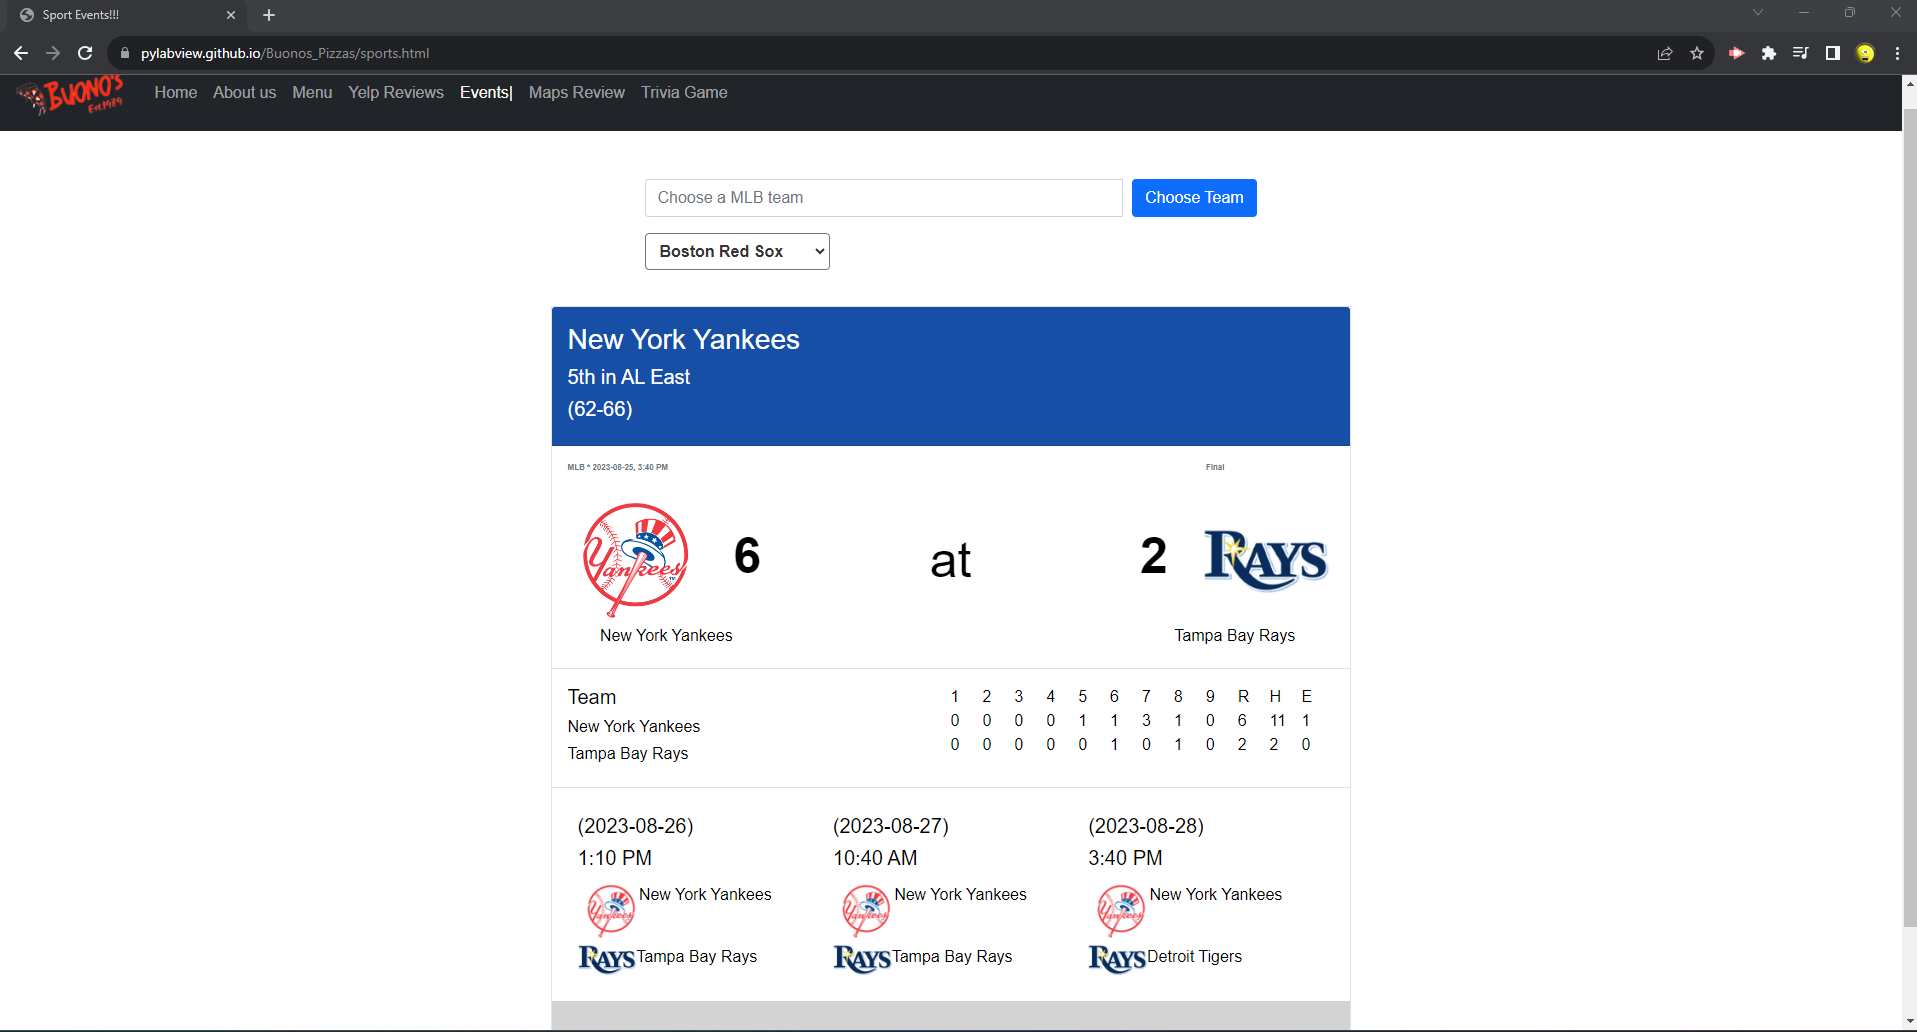 Sport Events!!!
pylabview.github.io/Buonos_Pizzas/sports.html
BUONO'S Est.1989 Home About us Menu Yelp Reviews Events| Maps Review Trivia Game
Choose a MLB team Choose Team
Boston Red Sox
New York Yankees
5th in AL East
(62-66)
MLB * 2023-08-25, 3:40 PM Final
Yankees TM 6 at 2 RAYS
New York Yankees Tampa Bay Rays
Team 1 2 3 4 5 6 7 8 9 R H E
New York Yankees 0 0 0 0 1 1 3 1 0 6 11 1
Tampa Bay Rays 0 0 0 0 0 1 0 1 0 2 2 0
(2023-08-26) (2023-08-27) (2023-08-28)
1:10 PM 10:40 AM 3:40 PM
Yankees New York Yankees Yankees New York Yankees Yankees New York Yankees
RAYS Tampa Bay Rays RAYS Tampa Bay Rays RAYS Detroit Tigers